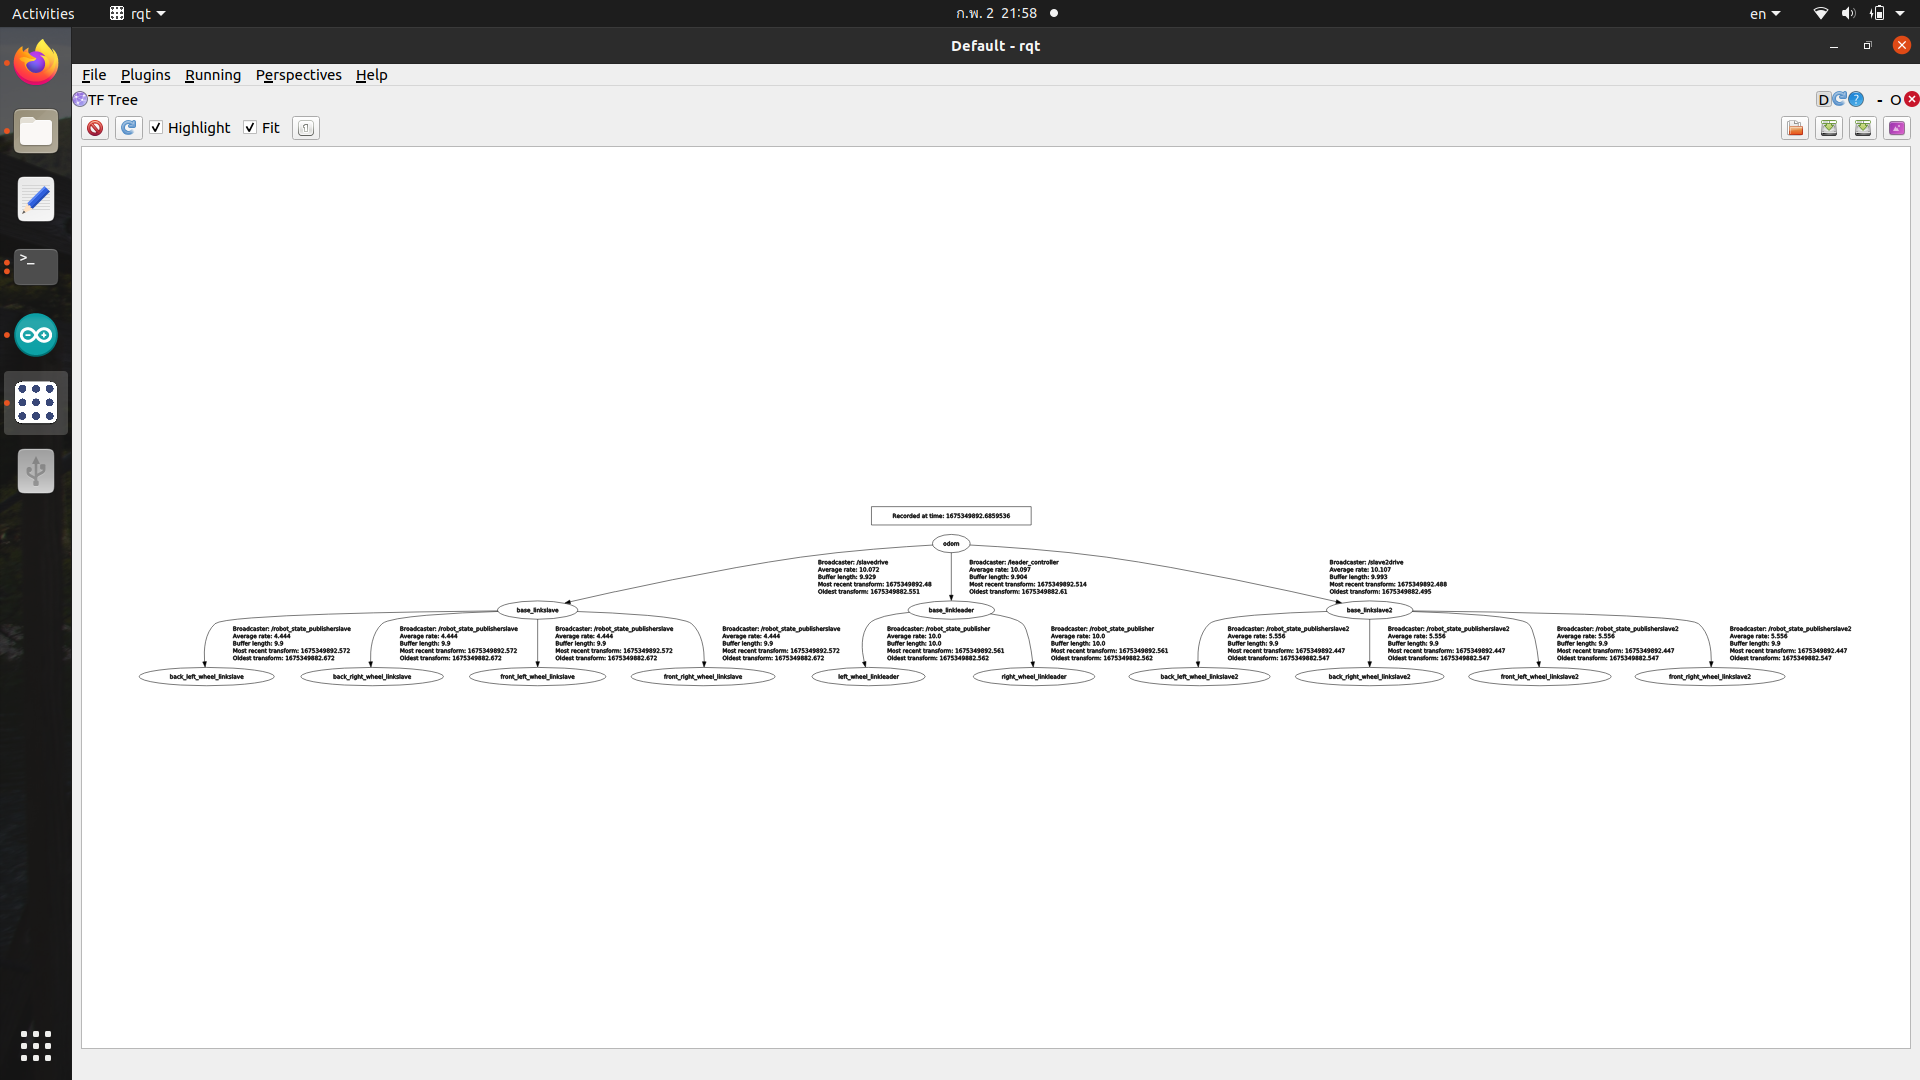 Activities
rqt
ก.พ. 2 21:58
en
Default - rqt
File Plugins Running Perspectives Help
TF Tree
D
- O
Highlight
Fit
Recorded at time: 1675349892.6859536
odom
Broadcaster: /slavedrive
Average rate: 10.072
Buffer length: 9.929
Most recent transform: 1675349892.48
Oldest transform: 1675349882.551
Broadcaster: /leader_controller
Average rate: 10.097
Buffer length: 9.904
Most recent transform: 1675349892.514
Oldest transform: 1675349882.61
Broadcaster: /slave2drive
Average rate: 10.107
Buffer length: 9.993
Most recent transform: 1675349892.488
Oldest transform: 1675349882.495
base_linkslave
base_linkleader
base_linkslave2
Broadcaster: /robot_state_publisherslave
Average rate: 4.444
Buffer length: 9.9
Most recent transform: 1675349892.572
Oldest transform: 1675349882.672
Broadcaster: /robot_state_publisherslave
Average rate: 4.444
Buffer length: 9.9
Most recent transform: 1675349892.572
Oldest transform: 1675349882.672
Broadcaster: /robot_state_publisherslave
Average rate: 4.444
Buffer length: 9.9
Most recent transform: 1675349892.572
Oldest transform: 1675349882.672
Broadcaster: /robot_state_publisherslave
Average rate: 4.444
Buffer length: 9.9
Most recent transform: 1675349892.572
Oldest transform: 1675349882.672
Broadcaster: /robot_state_publisher
Average rate: 10.0
Buffer length: 10.0
Most recent transform: 1675349892.561
Oldest transform: 1675349882.562
Broadcaster: /robot_state_publisher
Average rate: 10.0
Buffer length: 10.0
Most recent transform: 1675349892.561
Oldest transform: 1675349882.562
Broadcaster: /robot_state_publisherslave2
Average rate: 5.556
Buffer length: 9.9
Most recent transform: 1675349892.447
Oldest transform: 1675349882.547
Broadcaster: /robot_state_publisherslave2
Average rate: 5.556
Buffer length: 9.9
Most recent transform: 1675349892.447
Oldest transform: 1675349882.547
Broadcaster: /robot_state_publisherslave2
Average rate: 5.556
Buffer length: 9.9
Most recent transform: 1675349892.447
Oldest transform: 1675349882.547
Broadcaster: /robot_state_publisherslave2
Average rate: 5.556
Buffer length: 9.9
Most recent transform: 1675349892.447
Oldest transform: 1675349882.547
back_left_wheel_linkslave
back_right_wheel_linkslave
front_left_wheel_linkslave
front_right_wheel_linkslave
left_wheel_linkleader
right_wheel_linkleader
back_left_wheel_linkslave2
back_right_wheel_linkslave2
front_left_wheel_linkslave2
front_right_wheel_linkslave2